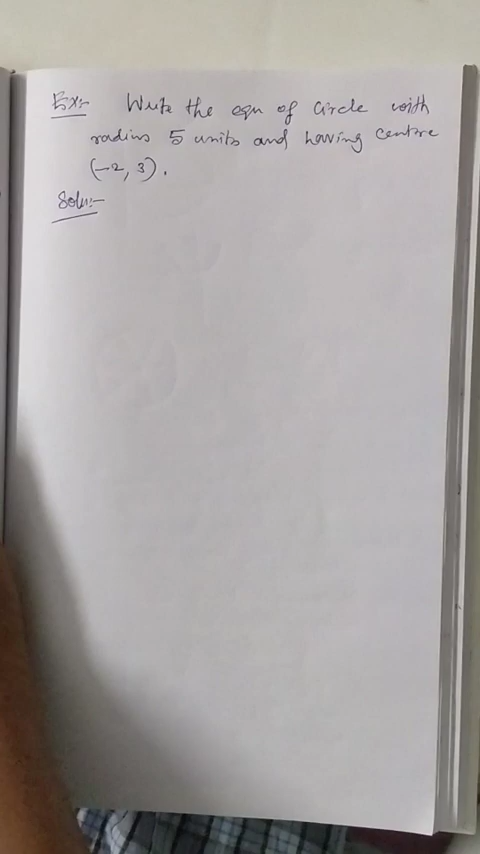 Ex:- Write the eqn of circle with
radius 5 units and having centre
(-2, 3).
Soln:-